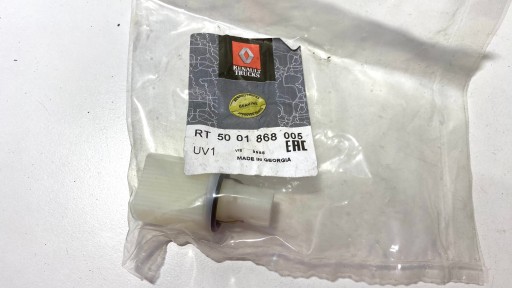 RENAULT
TRUCKS
RT 50 01 868 005
UV1
EAC
MADE IN GEORGIA